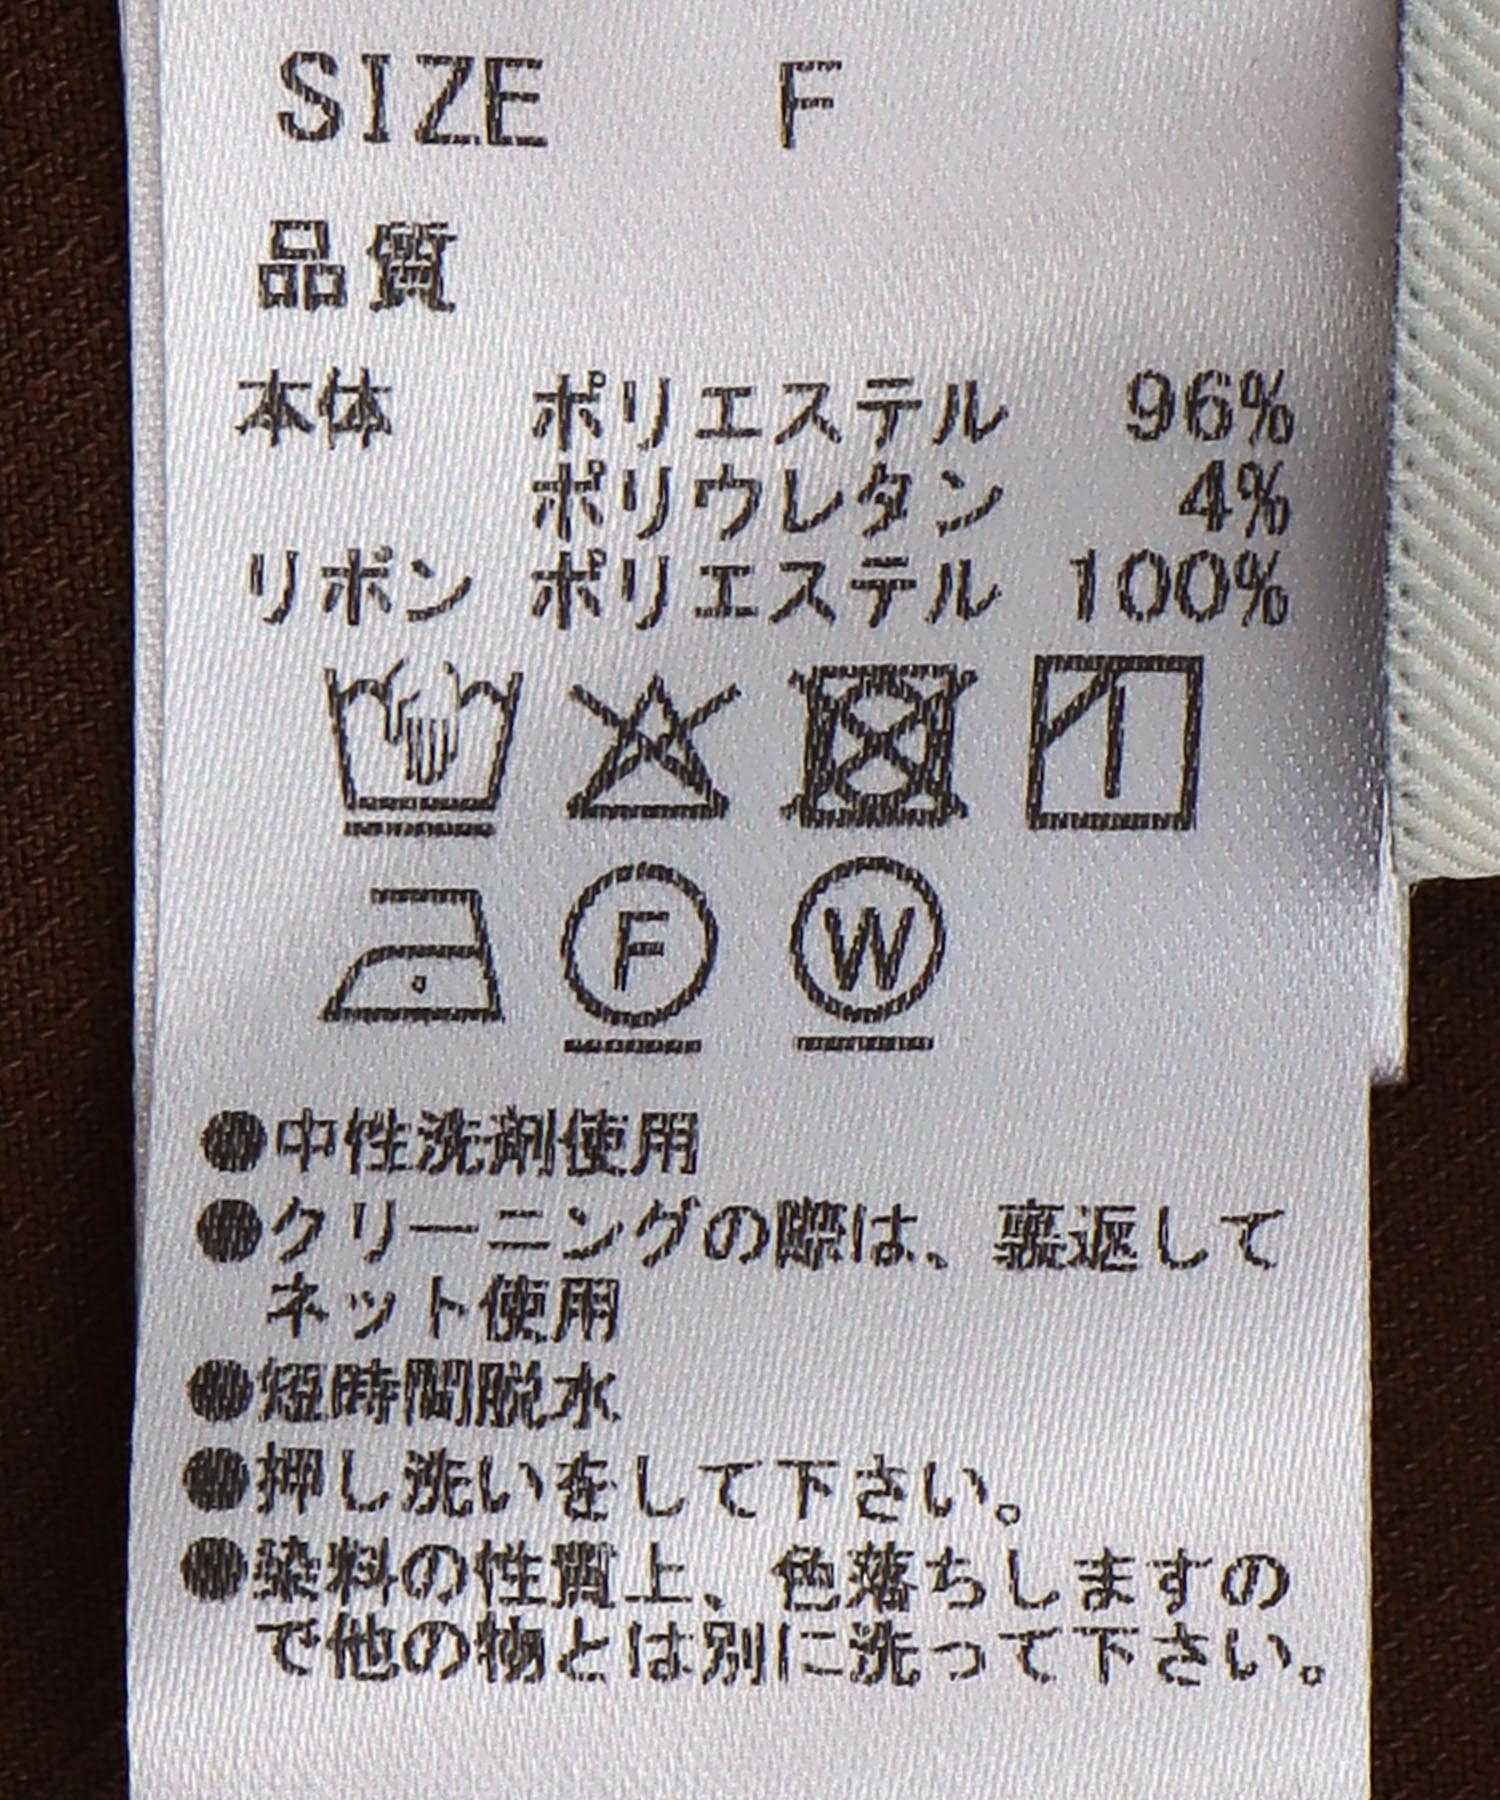 SIZE F
品質
本体 ポリエステル 96%
ポリウレタン 4%
リボン ポリエステル 100%
F W
●中性洗剤使用
●クリーニングの際は、裏返して
ネット使用
●短時間脱水
●押し洗いをして下さい。
●染料の性質上、色落ちしますの
で他の物とは別に洗って下さい。